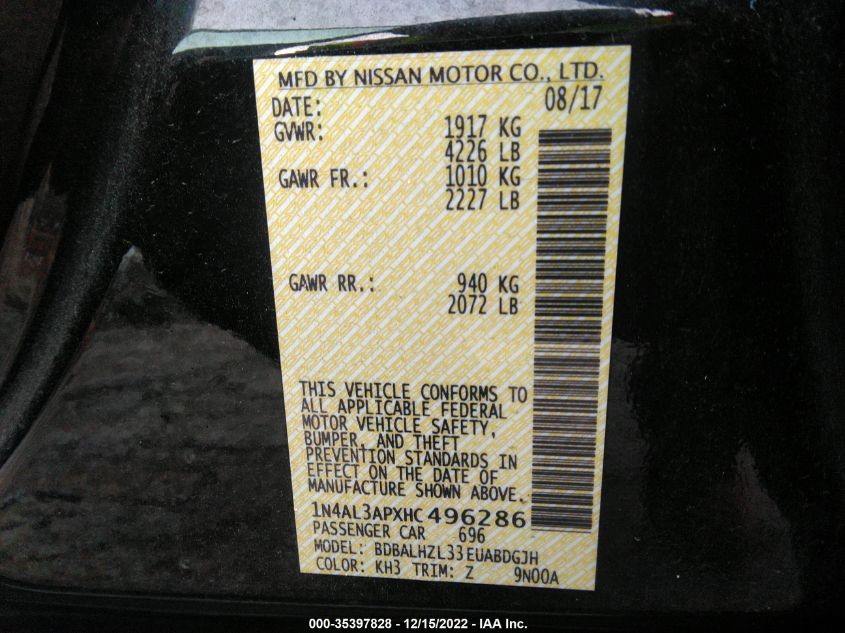 MFD BY NISSAN MOTOR CO., LTD.
DATE: 08/17
GVWR: 1917 KG
4226 LB
GAWR FR.: 1010 KG
2227 LB
GAWR RR.: 940 KG
2072 LB
THIS VEHICLE CONFORMS TO
ALL APPLICABLE FEDERAL
MOTOR VEHICLE SAFETY,
BUMPER, AND THEFT
PREVENTION STANDARDS IN
EFFECT ON THE DATE OF
MANUFACTURE SHOWN ABOVE.
1N4AL3APXHC 496286
PASSENGER CAR 696
MODEL: BDBALHZL33EUABDGJH
COLOR: KH3 TRIM: Z 9N00A
000-35397828 - 12/15/2022 - IAA Inc.